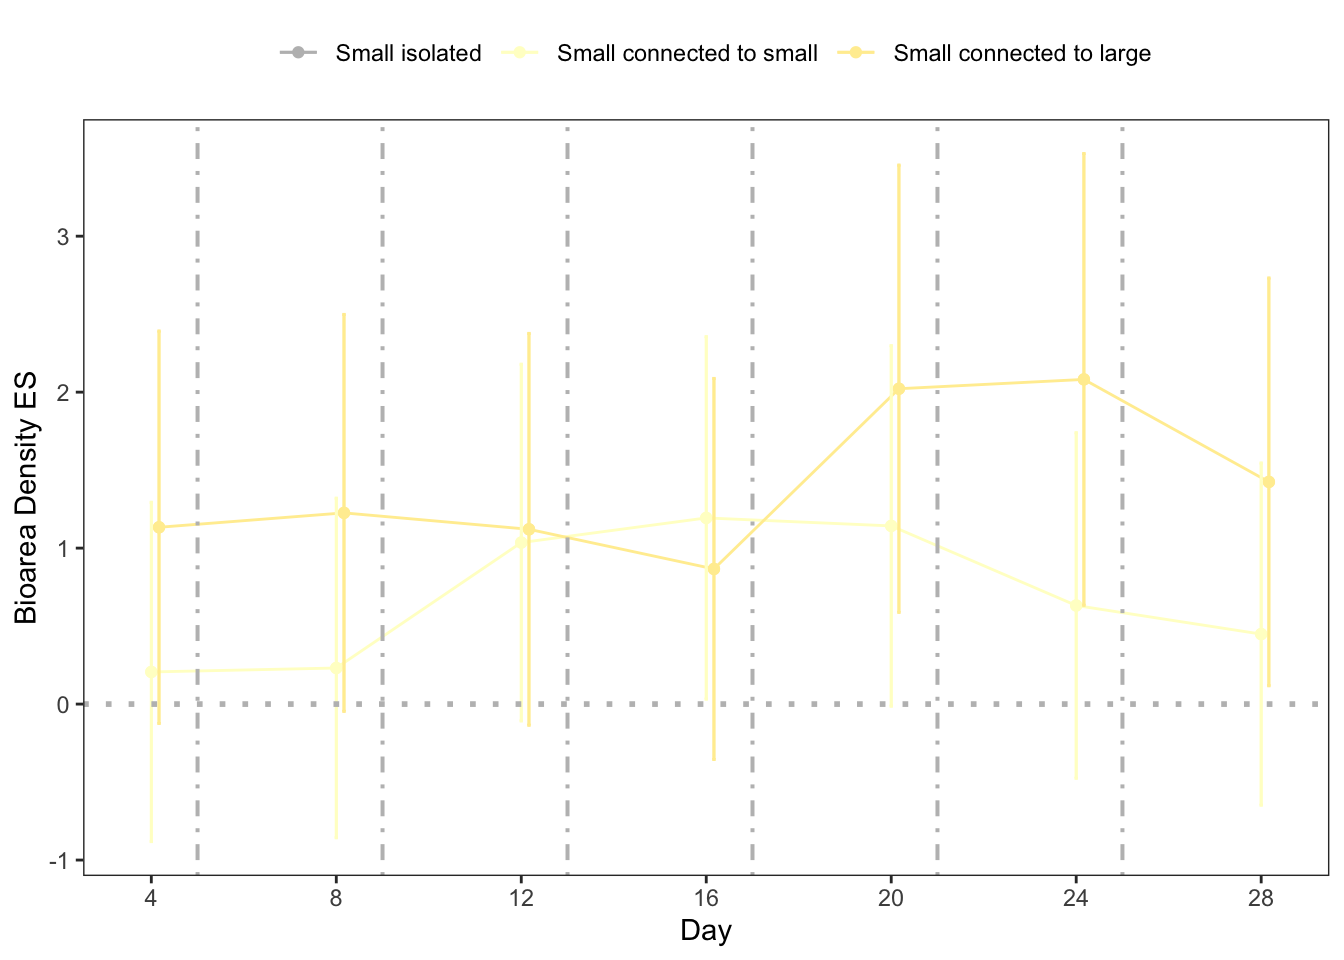 Small isolated Small connected to small Small connected to large
Bioarea Density ES
3
2
1
0
-1
4 8 12 16 20 24 28
Day